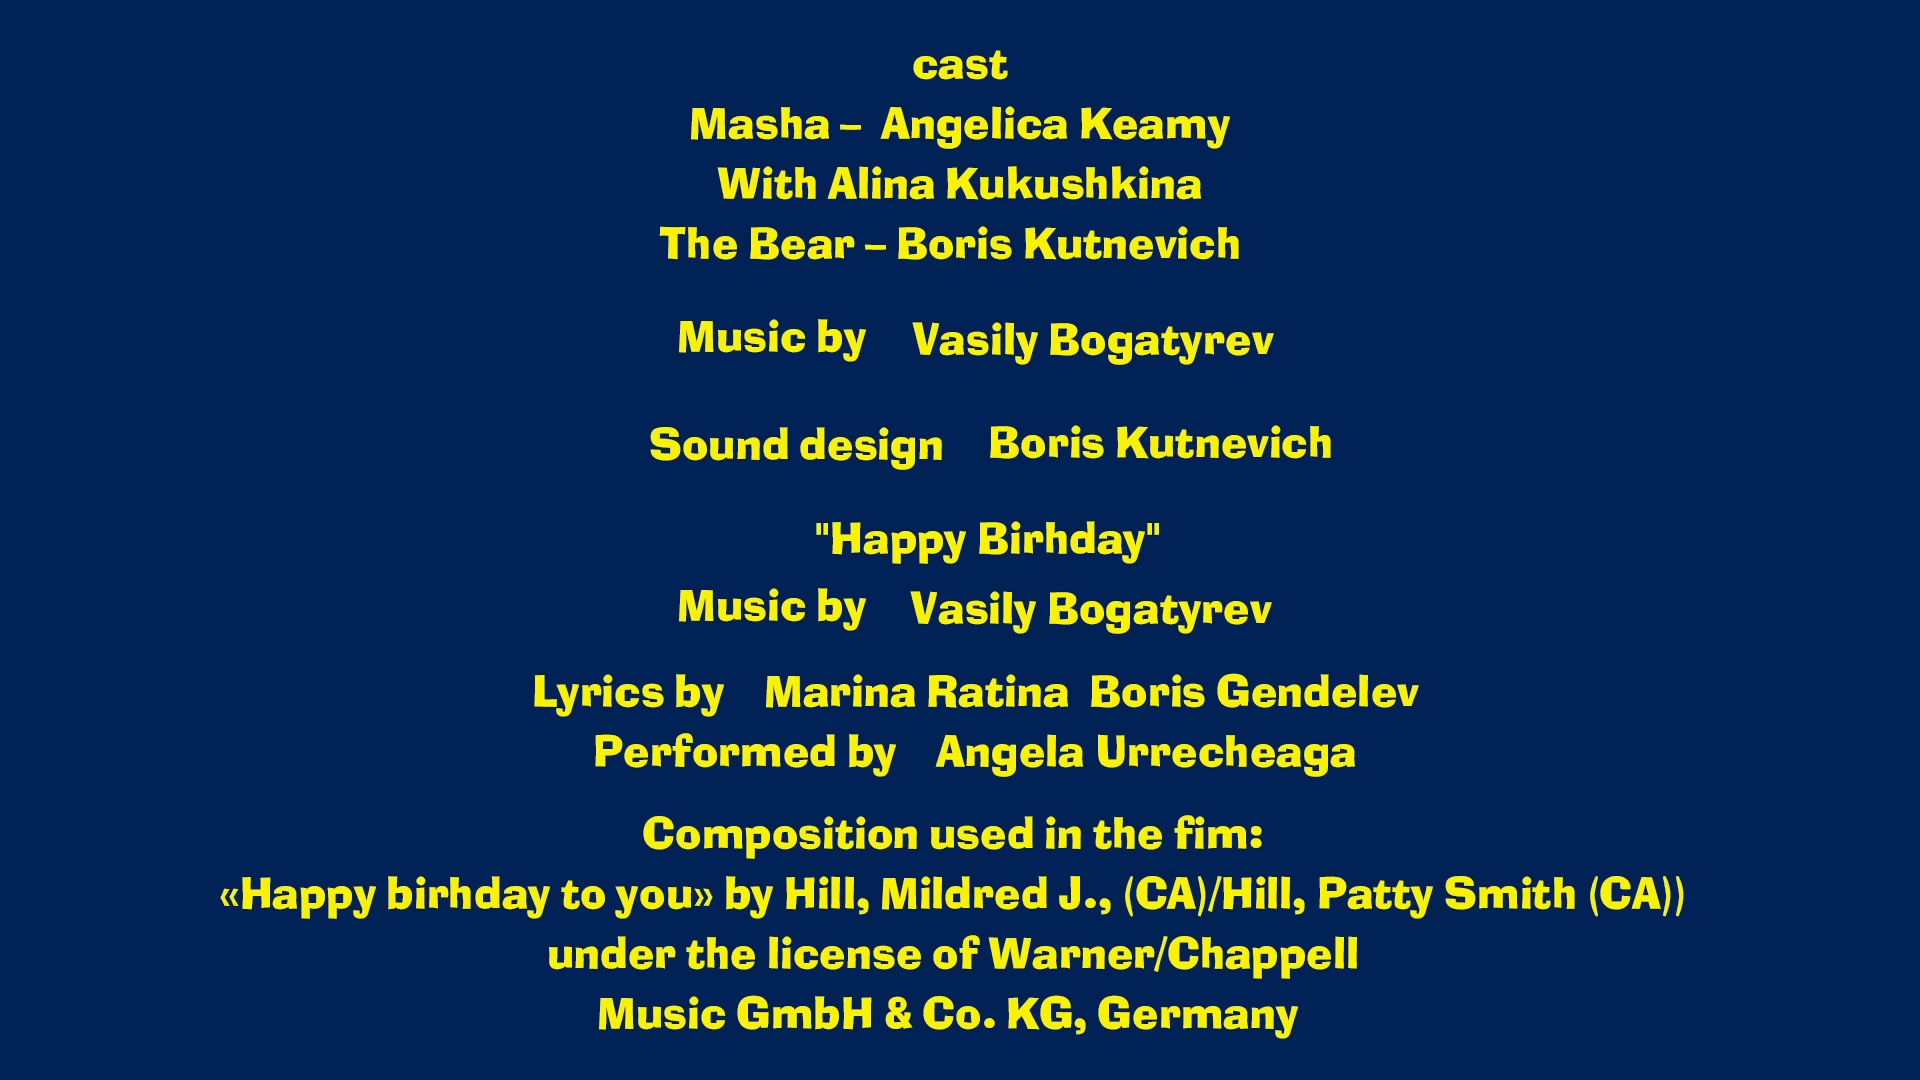 cast
Masha – Angelica Keamy
With Alina Kukushkina
The Bear – Boris Kutnevich
Music by Vasily Bogatyrev
Sound design Boris Kutnevich
"Happy Birhday"
Music by Vasily Bogatyrev
Lyrics by Marina Ratina Boris Gendelev
Performed by Angela Urrecheaga
Composition used in the fim:
«Happy birhday to you» by Hill, Mildred J., (CA)/Hill, Patty Smith (CA))
under the license of Warner/Chappell
Music GmbH & Co. KG, Germany